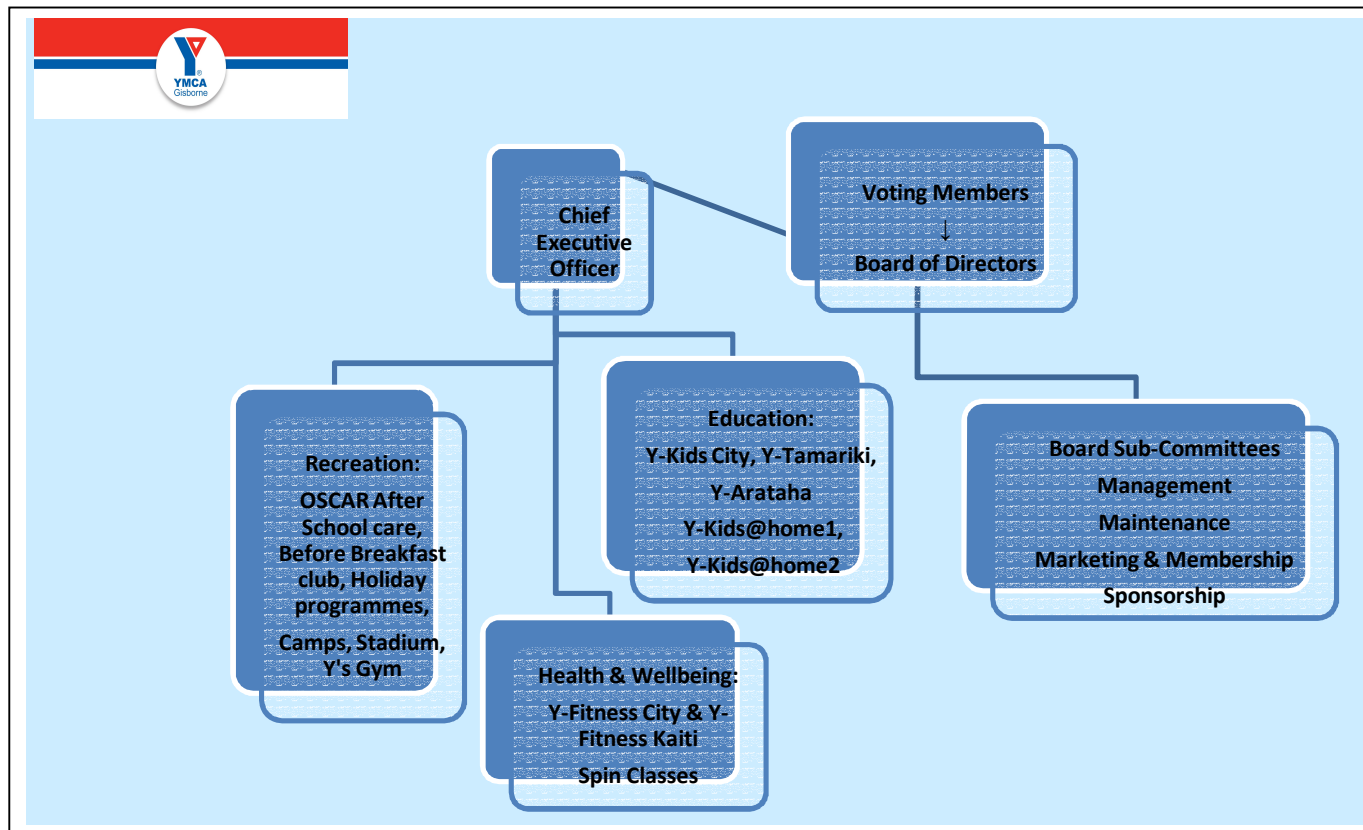 YMCA
Gisborne
Chief
Executive
Officer
Voting Members
↓
Board of Directors
Recreation:
OSCAR After
School care,
Before Breakfast
club, Holiday
programmes,
Camps, Stadium,
Y's Gym
Education:
Y-Kids City, Y-Tamariki,
Y-Arataha
Y-Kids@home1,
Y-Kids@home2
Health & Wellbeing:
Y-Fitness City & Y-
Fitness Kaiti
Spin Classes
Board Sub-Committees
Management
Maintenance
Marketing & Membership
Sponsorship